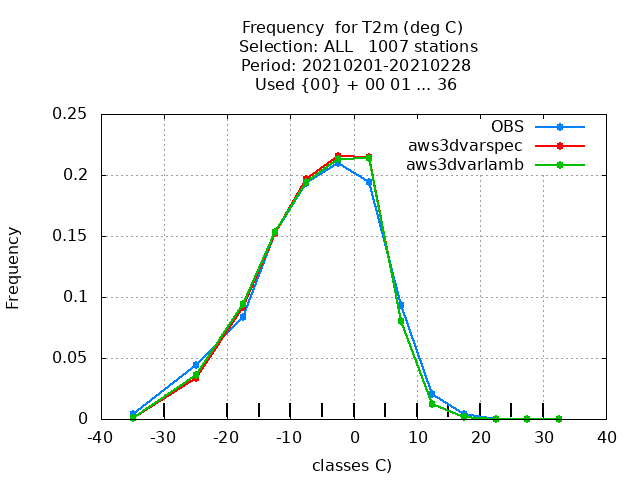 Frequency  for T2m (deg C)
Selection: ALL   1007 stations
Period: 20210201-20210228
Used {00} + 00 01 ... 36
OBS
aws3dvarspec
aws3dvarlamb
Frequency
0.25
0.2
0.15
0.1
0.05
0
-40 -30 -20 -10 0 10 20 30 40
classes C)